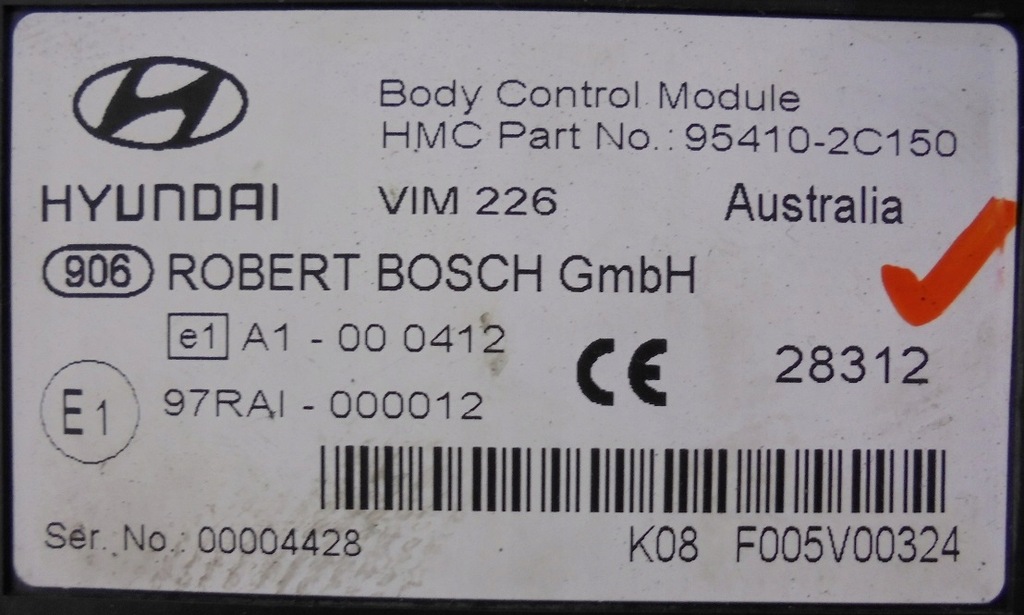 Body Control Module
HMC Part No.: 95410-2C150
HYUNDAI VIM 226 Australia
906 ROBERT BOSCH GmbH
e1 A1 - 00 0412
CE 28312
E1 97RAI - 000012
Ser. No.: 00004428 K08 F005V00324